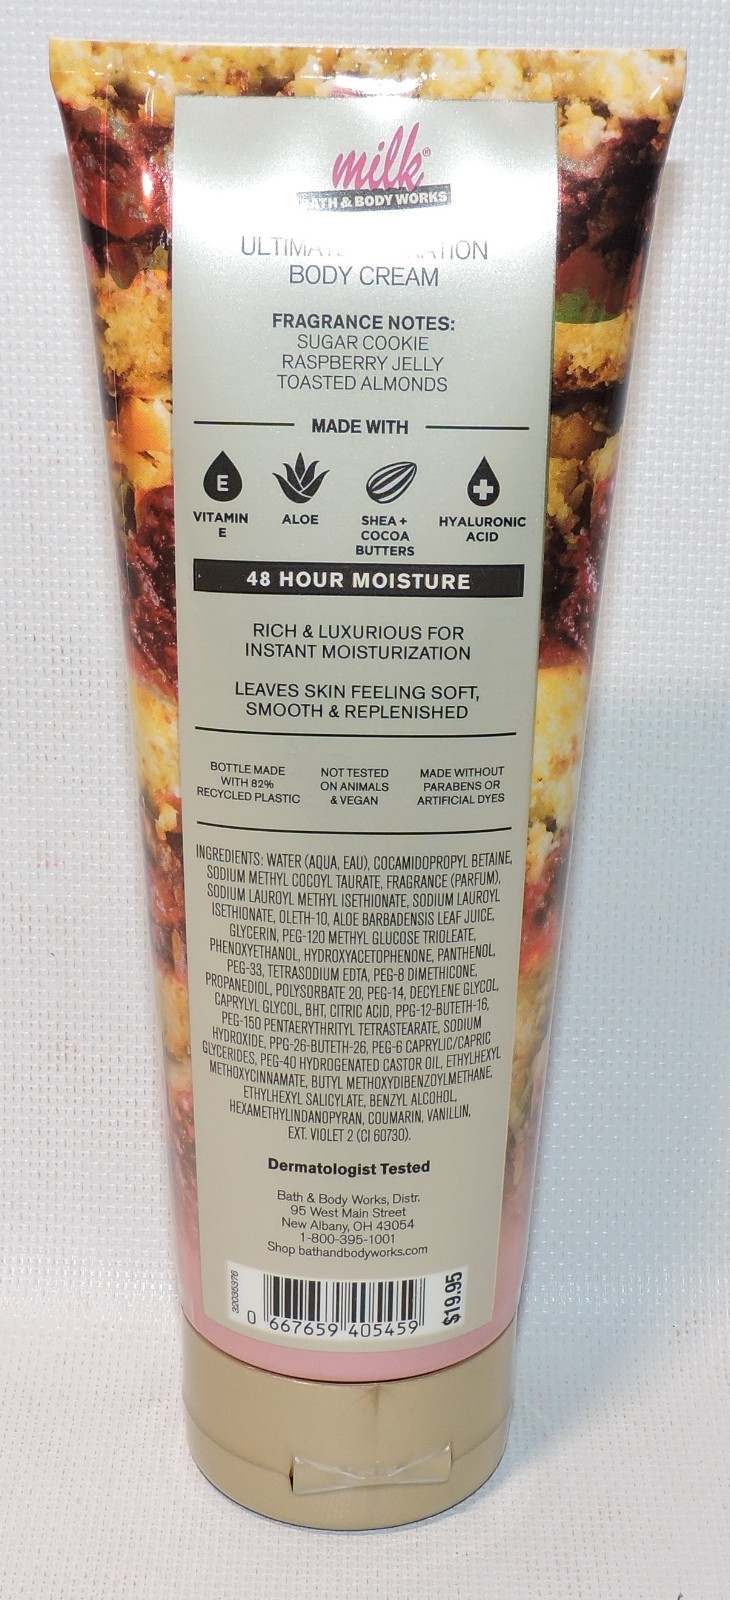 milk®
BATH & BODY WORKS
BODY CREAM
FRAGRANCE NOTES:
SUGAR COOKIE
RASPBERRY JELLY
TOASTED ALMONDS
MADE WITH
E
VITAMIN E
ALOE
SHEA + COCOA BUTTERS
HYALURONIC ACID
48 HOUR MOISTURE
RICH & LUXURIOUS FOR
INSTANT MOISTURIZATION
LEAVES SKIN FEELING SOFT,
SMOOTH & REPLENISHED
BOTTLE MADE
WITH 82%
RECYCLED PLASTIC
NOT TESTED
ON ANIMALS
& VEGAN
MADE WITHOUT
PARABENS OR
ARTIFICIAL DYES
INGREDIENTS: WATER (AQUA, EAU), COCAMIDOPROPYL BETAINE,
SODIUM METHYL COCOYL TAURATE, FRAGRANCE (PARFUM),
SODIUM LAUROYL METHYL ISETHIONATE, SODIUM LAUROYL
ISETHIONATE, OLETH-10, ALOE BARBADENSIS LEAF JUICE,
GLYCERIN, PEG-120 METHYL GLUCOSE TRIOLEATE,
PHENOXYETHANOL, HYDROXYACETOPHENONE, PANTHENOL,
PEG-33, TETRASODIUM EDTA, PEG-8 DIMETHICONE,
PROPANEDIOL, POLYSORBATE 20, PEG-14, DECYLENE GLYCOL,
CAPRYLYL GLYCOL, BHT, CITRIC ACID, PPG-12-BUTETH-16,
PEG-150 PENTAERYTHRITYL TETRASTEARATE, SODIUM
HYDROXIDE, PPG-26-BUTETH-26, PEG-6 CAPRYLIC/CAPRIC
GLYCERIDES, PEG-40 HYDROGENATED CASTOR OIL, ETHYLHEXYL
METHOXYCINNAMATE, BUTYL METHOXYDIBENZOYLMETHANE,
ETHYLHEXYL SALICYLATE, BENZYL ALCOHOL,
HEXAMETHYLINDANOPYRAN, COUMARIN, VANILLIN,
EXT. VIOLET 2 (CI 60730).
Dermatologist Tested
Bath & Body Works, Distr.
95 West Main Street
New Albany, OH 43054
1-800-395-1001
Shop bathandbodyworks.com
0 667659 405459
$19.95